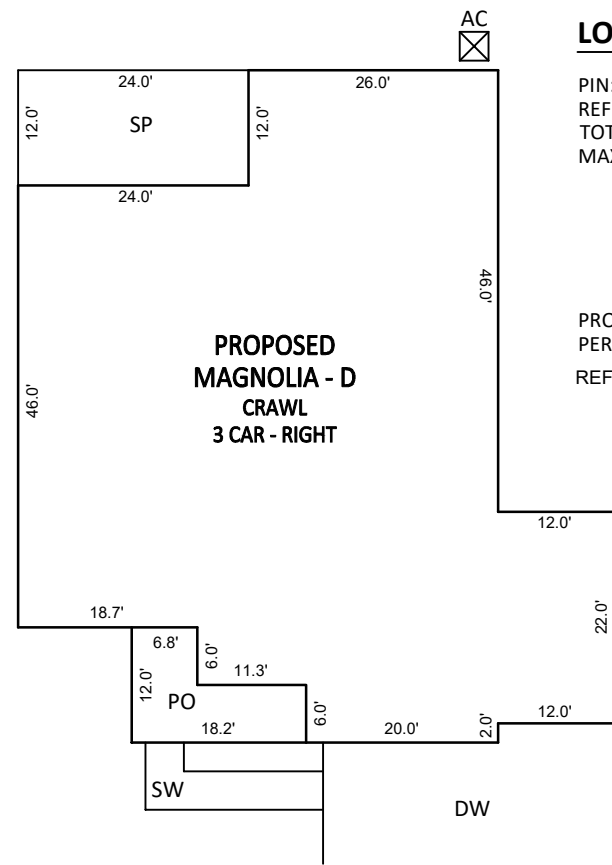 AC
LO
24.0'
26.0'
PIN:
REF
TOT
MAX
12.0'
SP
12.0'
24.0'
46.0'
PRO
PER
REF
PROPOSED
MAGNOLIA - D
CRAWL
3 CAR - RIGHT
46.0'
12.0'
22.0'
18.7'
6.8'
6.0'
11.3'
12.0'
PO
6.0'
12.0'
18.2'
20.0'
2.0'
SW
DW